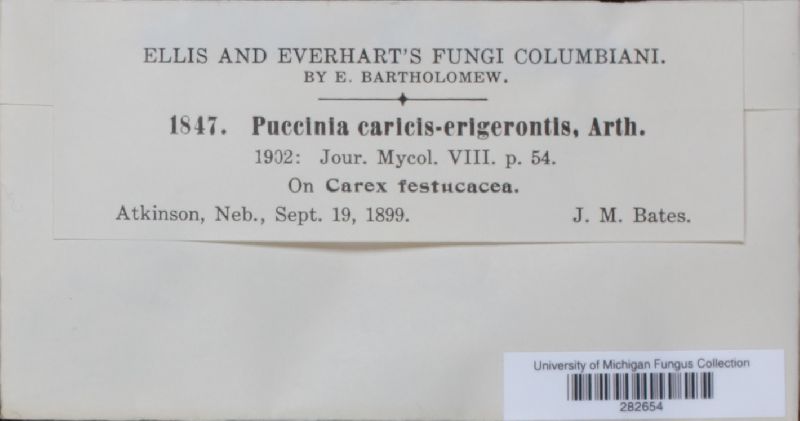 ELLIS AND EVERHART'S FUNGI COLUMBIANI.
BY E. BARTHOLOMEW.
1847. Puccinia caricis-erigerontis, Arth.
1902: Jour. Mycol. VIII. p. 54.
On Carex festucacea.
Atkinson, Neb., Sept. 19, 1899. J. M. Bates.
University of Michigan Fungus Collection
282654